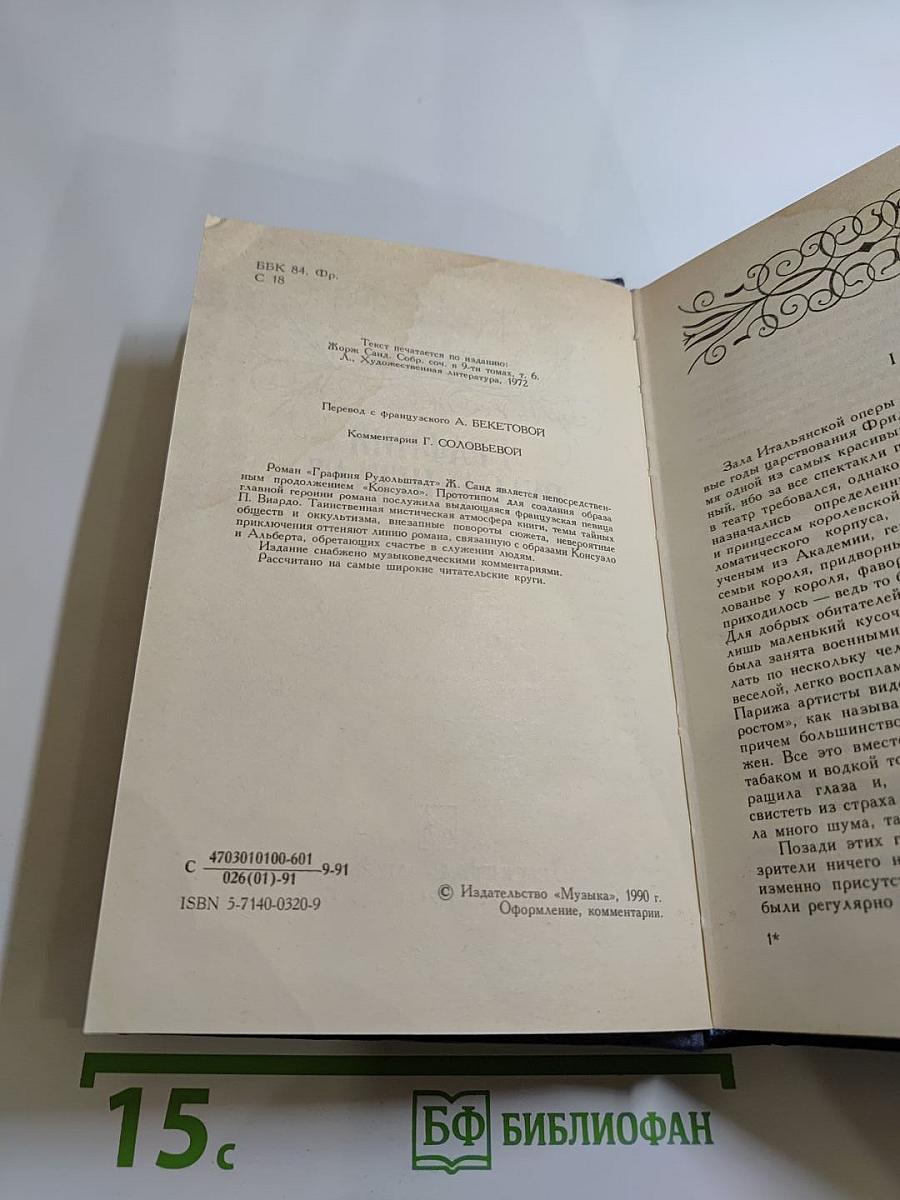 ББК 84. Фр.
С 18
Текст печатается по изданию:
Жорж Санд. Собр. соч. в 9-ти томах, т. 6.
Л., Художественная литература, 1972
Перевод с французского А. БЕКЕТОВОЙ
Комментарии Г. СОЛОВЬЕВОЙ
Роман «Графиня Рудольштадт» Ж. Санд является непосредствен-
ным продолжением «Консуэло». Прототипом для создания образа
главной героини романа послужила выдающаяся французская певица
П. Виардо. Таинственная мистическая атмосфера книги, темы тайных
обществ и оккультизма, внезапные повороты сюжета, невероятные
приключения оттеняют линию романа, связанную с образами Консуэло
и Альберта, обретающих счастье в служении людям.
Издание снабжено музыковедческими комментариями.
Рассчитано на самые широкие читательские круги.
С 4703010100-601
026(01)-91 -9-91
ISBN 5-7140-0320-9
© Издательство «Музыка», 1990 г.
Оформление, комментарии.
I
Зала Итальянской оперы
вые годы царствования Фрид
мя одной из самых красивы
ный, ибо за все спектакли п
в театр требовался, однако
назначались определенны
и принцессам королевской
ломатического корпуса,
ученым из Академии, ге
семьи короля, придворны
лованье у короля, фавор
приходилось — ведь то б
Для добрых обитателей
лишь маленький кусоч
была занята военными
лать по нескольку чел
веселой, легко воспла
Парижа артисты вид
ростом», как называ
причем большинство
жен. Все это вмест
табаком и водкой то
ращила глаза и,
свистеть из страха
ла много шума, та
Позади этих г
зрители ничего н
изменно присутс
были регулярно
1*
15 с
БФ БИБЛИОФАН